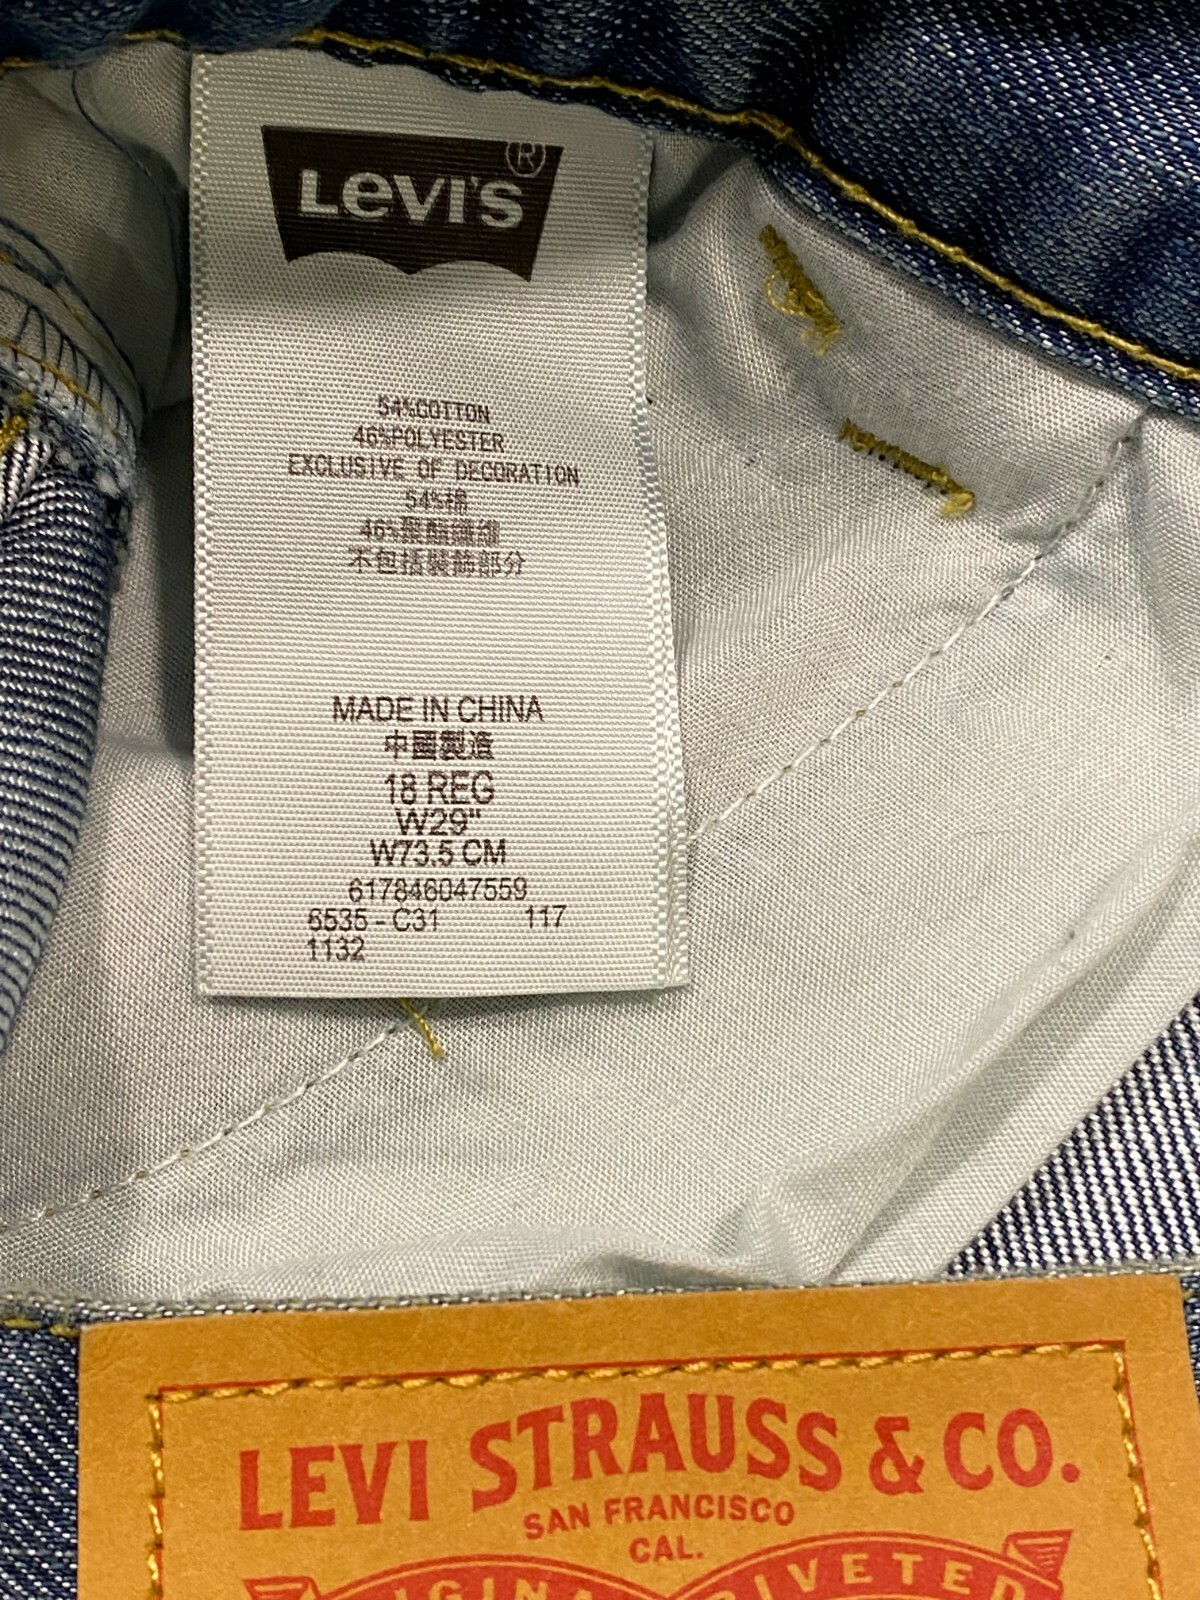 LEVI'S®
54%COTTON
46%POLYESTER
EXCLUSIVE OF DECORATION
54%棉
46%聚酯纖維
不包括裝飾部分
MADE IN CHINA
中國製造
18 REG
W29"
W73.5 CM
617846047559
6535 - C31 117
1132
LEVI STRAUSS & CO.
SAN FRANCISCO
CAL.